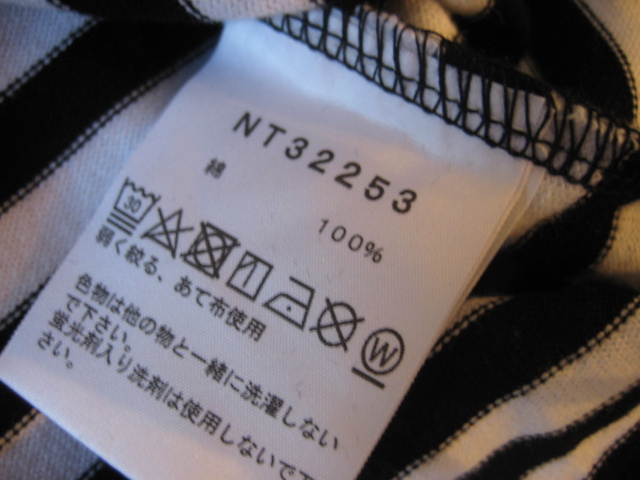 NT32253
綿 100%
30
W
弱く絞る、あて布使用
色物は他の物と一緒に洗濯しない
で下さい。
蛍光剤入り洗剤は使用しないで下
さい。